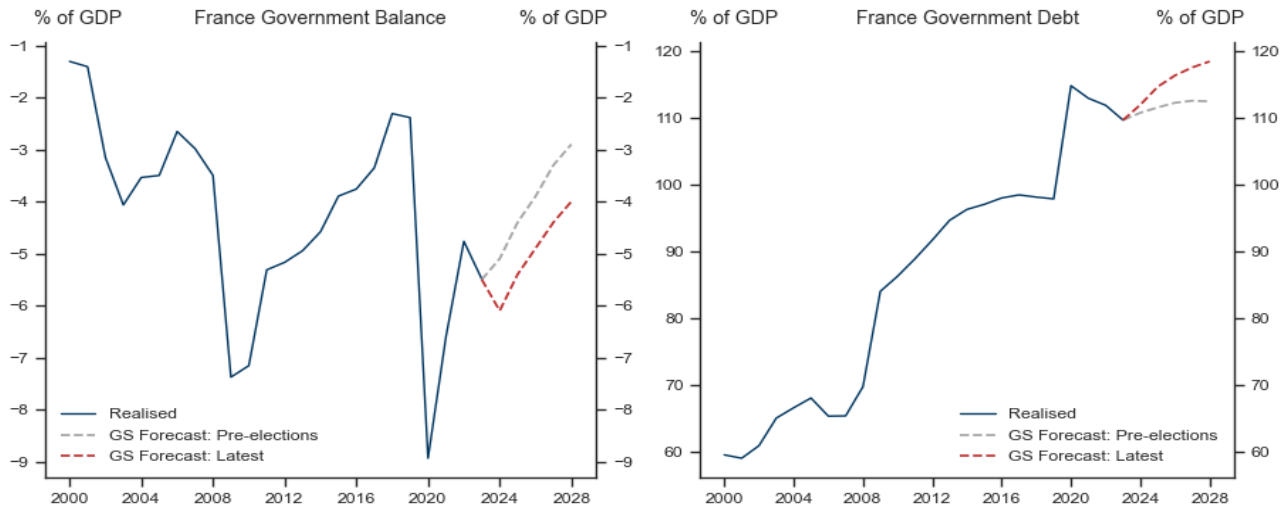 % of GDP France Government Balance % of GDP
−1 −1
−2 −2
−3 −3
−4 −4
−5 −5
−6 −6
−7 −7
−8 −8
−9 −9
Realised
GS Forecast: Pre-elections
GS Forecast: Latest
2000 2004 2008 2012 2016 2020 2024 2028
% of GDP France Government Debt % of GDP
120 120
110 110
100 100
90 90
80 80
70 70
60 60
Realised
GS Forecast: Pre-elections
GS Forecast: Latest
2000 2004 2008 2012 2016 2020 2024 2028